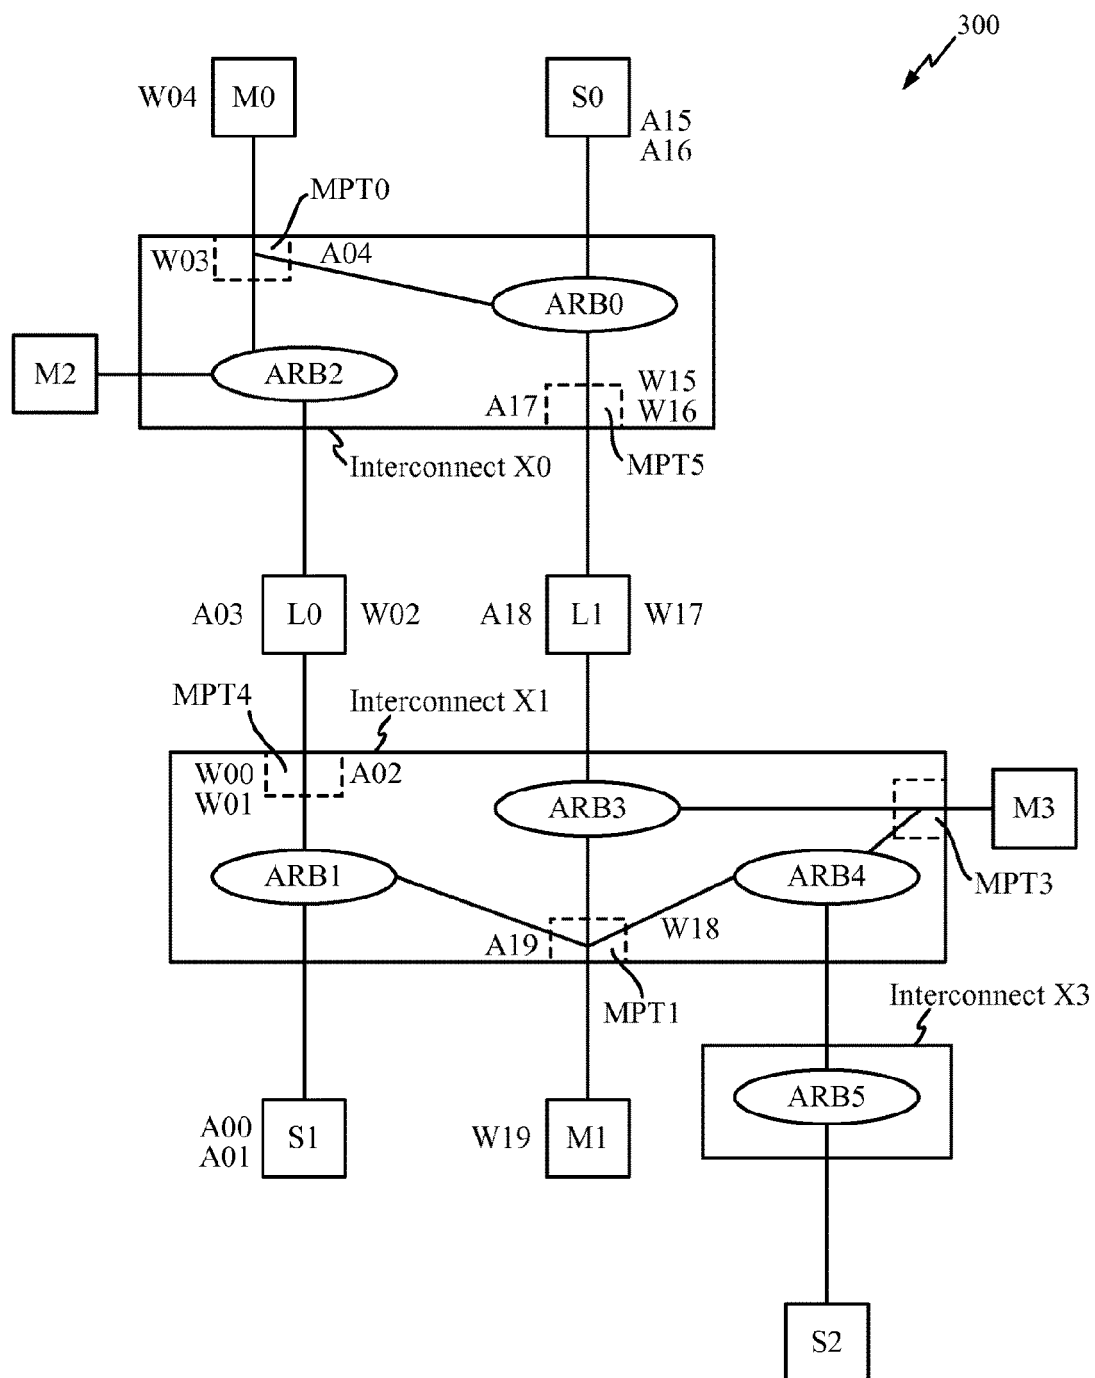 300
W04
M0
S0
A15
A16
MPT0
W03
A04
ARB0
M2
ARB2
A17
W15
W16
Interconnect X0
MPT5
A03
L0
W02
A18
L1
W17
MPT4
Interconnect X1
W00
W01
A02
ARB3
M3
ARB1
ARB4
MPT3
A19
W18
MPT1
Interconnect X3
ARB5
A00
A01
S1
W19
M1
S2